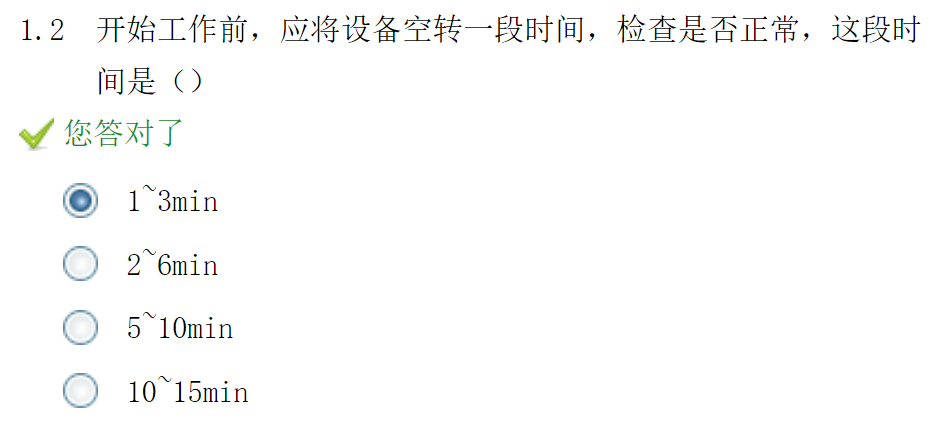 1.2 开始工作前，应将设备空转一段时间，检查是否正常，这段时
间是（）
您答对了
1~3min
2~6min
5~10min
10~15min